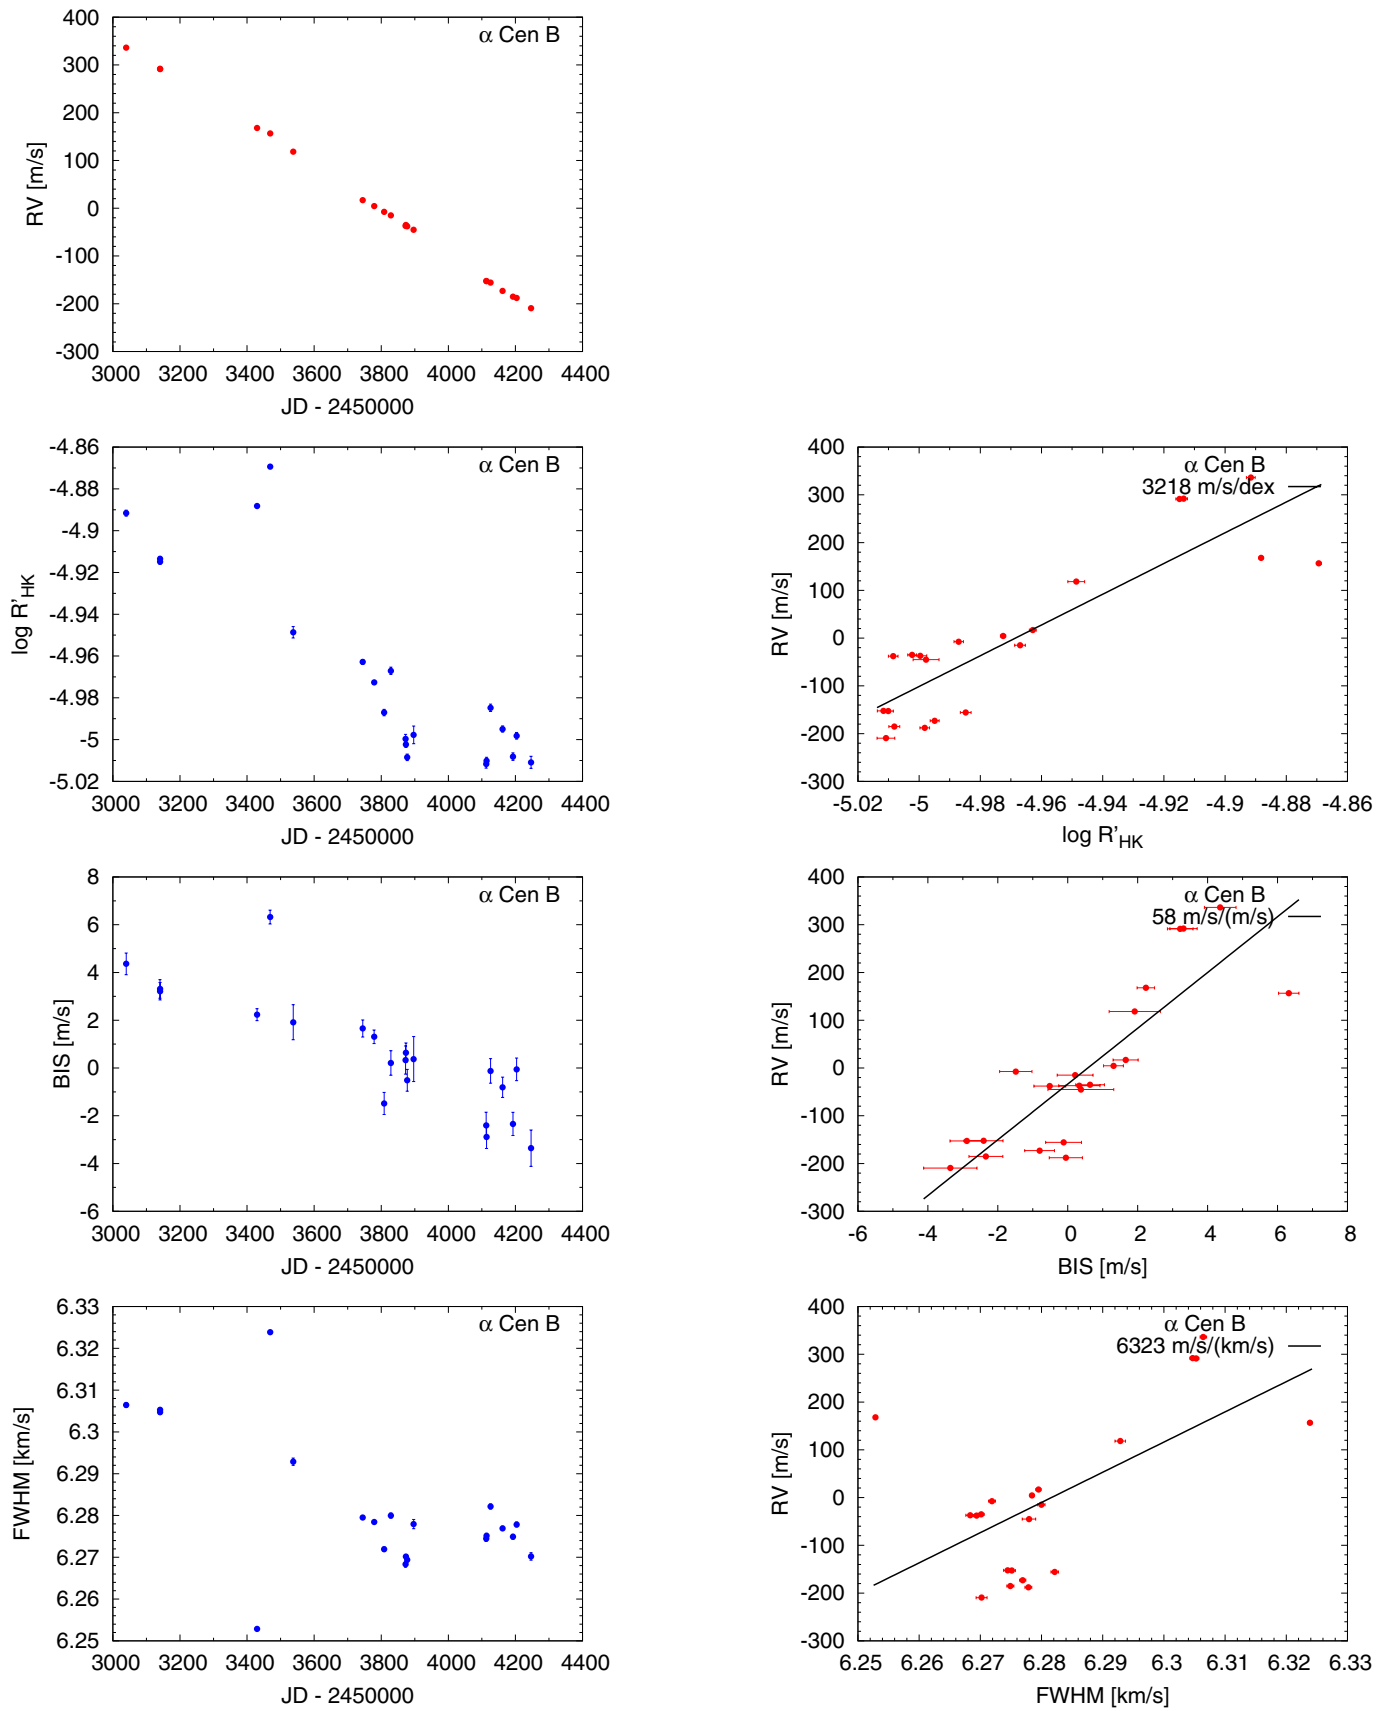 400
300
200
100
0
-100
-200
-300
RV [m/s]
α Cen B
3000 3200 3400 3600 3800 4000 4200 4400
JD - 2450000
-4.86
-4.88
-4.9
-4.92
-4.94
-4.96
-4.98
-5
-5.02
log R'HK
α Cen B
3000 3200 3400 3600 3800 4000 4200 4400
JD - 2450000
400
300
200
100
0
-100
-200
-300
RV [m/s]
α Cen B
3218 m/s/dex
-5.02 -5 -4.98 -4.96 -4.94 -4.92 -4.9 -4.88 -4.86
log R'HK
8
6
4
2
0
-2
-4
-6
BIS [m/s]
α Cen B
3000 3200 3400 3600 3800 4000 4200 4400
JD - 2450000
400
300
200
100
0
-100
-200
-300
RV [m/s]
α Cen B
58 m/s/(m/s)
-6 -4 -2 0 2 4 6 8
BIS [m/s]
6.33
6.32
6.31
6.3
6.29
6.28
6.27
6.26
6.25
FWHM [km/s]
α Cen B
3000 3200 3400 3600 3800 4000 4200 4400
JD - 2450000
400
300
200
100
0
-100
-200
-300
RV [m/s]
α Cen B
6323 m/s/(km/s)
6.25 6.26 6.27 6.28 6.29 6.3 6.31 6.32 6.33
FWHM [km/s]